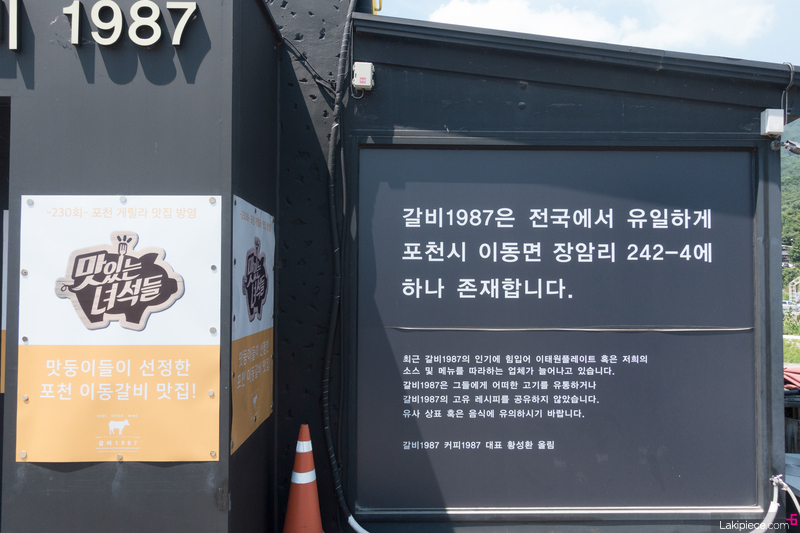 1987
-230회- 포천 게릴라 맛집 방영
맛있는
녀석들
맛둥이들이 선정한
포천 이동갈비 맛집!
갈비1987
갈비1987은 전국에서 유일하게
포천시 이동면 장암리 242-4에
하나 존재합니다.
최근 갈비1987의 인기에 힘입어 이태원플레이트 혹은 저희의
소스 및 메뉴를 따라하는 업체가 늘어나고 있습니다.
갈비1987은 그들에게 어떠한 고기를 유통하거나
갈비1987의 고유 레시피를 공유하지 않았습니다.
유사 상표 혹은 음식에 유의하시기 바랍니다.
갈비1987 커피1987 대표 황성환 올림
Lakipiece.com